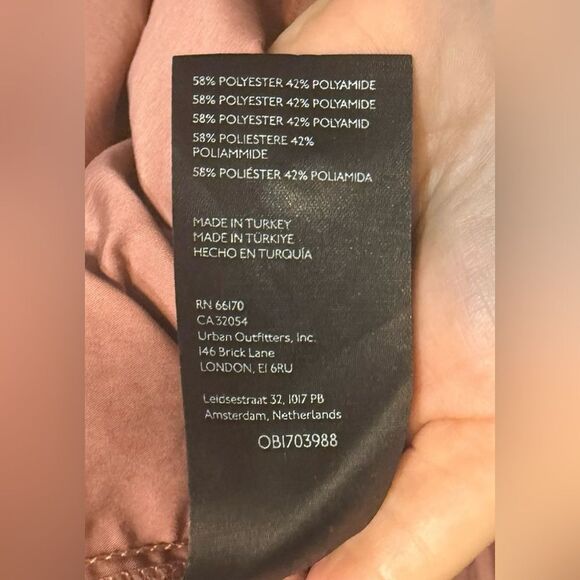 58% POLYESTER 42% POLYAMIDE
58% POLYESTER 42% POLYAMIDE
58% POLYESTER 42% POLYAMID
58% POLIESTERE 42%
POLIAMMIDE
58% POLIÉSTER 42% POLIAMIDA
MADE IN TURKEY
MADE IN TÜRKIYE
HECHO EN TURQUÍA
RN 66170
CA 32054
Urban Outfitters, Inc.
146 Brick Lane
LONDON, E1 6RU
Leidsestraat 32, 1017 PB
Amsterdam, Netherlands
OB1703988